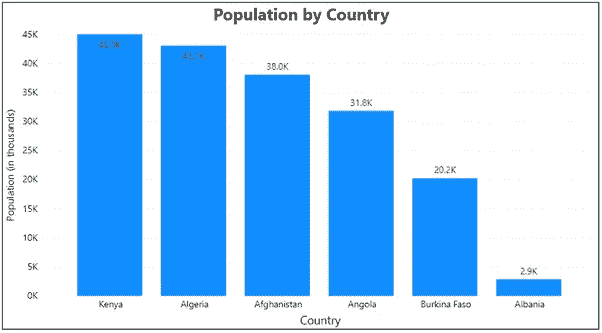 Population by Country
Population (in thousands)
45K
40K
35K
30K
25K
20K
15K
10K
5K
0K
38.0K
31.8K
20.2K
2.9K
Kenya
Algeria
Afghanistan
Angola
Burkina Faso
Albania
Country